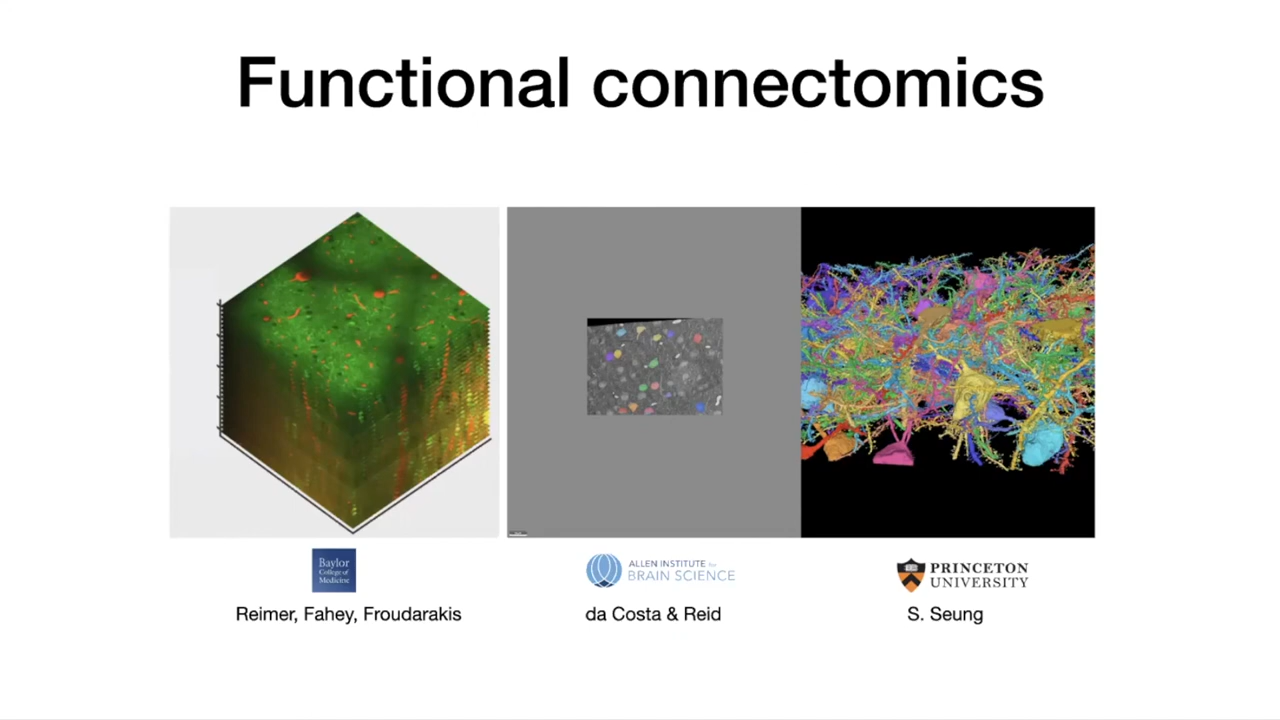 Functional connectomics
Baylor
College of
Medicine
Reimer, Fahey, Froudarakis
ALLEN INSTITUTE for
BRAIN SCIENCE
da Costa & Reid
PRINCETON
UNIVERSITY
S. Seung